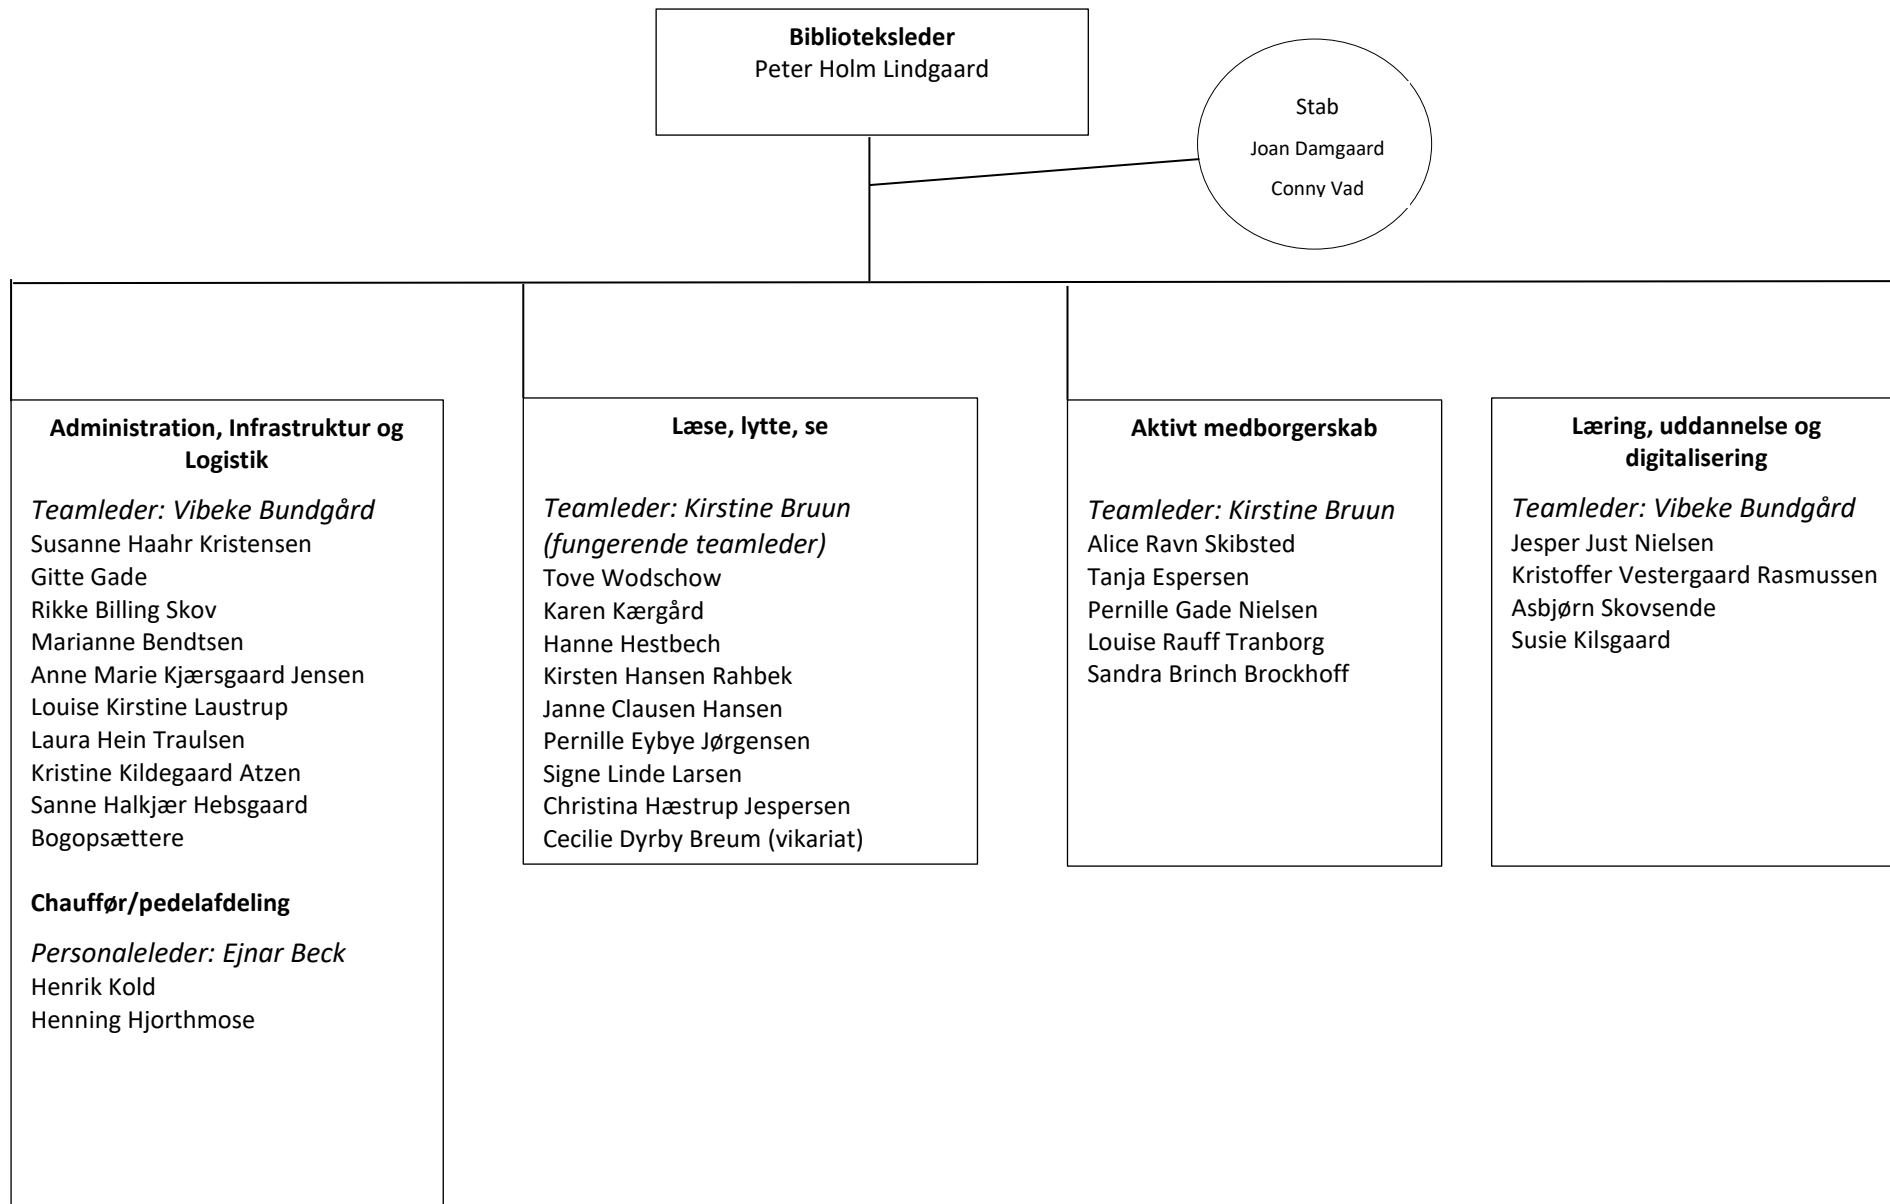 Biblioteksleder
Peter Holm Lindgaard
Stab
Joan Damgaard
Conny Vad
Administration, Infrastruktur og
Logistik
Teamleder: Vibeke Bundgård
Susanne Haahr Kristensen
Gitte Gade
Rikke Billing Skov
Marianne Bendtsen
Anne Marie Kjærsgaard Jensen
Louise Kirstine Laustrup
Laura Hein Traulsen
Kristine Kildegaard Atzen
Sanne Halkjær Hebsgaard
Bogopsættere
Chauffør/pedelafdeling
Personaleleder: Ejnar Beck
Henrik Kold
Henning Hjorthmose
Læse, lytte, se
Teamleder: Kirstine Bruun
(fungerende teamleder)
Tove Wodschow
Karen Kærgård
Hanne Hestbech
Kirsten Hansen Rahbek
Janne Clausen Hansen
Pernille Eybye Jørgensen
Signe Linde Larsen
Christina Hæstrup Jespersen
Cecilie Dyrby Breum (vikariat)
Aktivt medborgerskab
Teamleder: Kirstine Bruun
Alice Ravn Skibsted
Tanja Espersen
Pernille Gade Nielsen
Louise Rauff Tranborg
Sandra Brinch Brockhoff
Læring, uddannelse og
digitalisering
Teamleder: Vibeke Bundgård
Jesper Just Nielsen
Kristoffer Vestergaard Rasmussen
Asbjørn Skovsende
Susie Kilsgaard